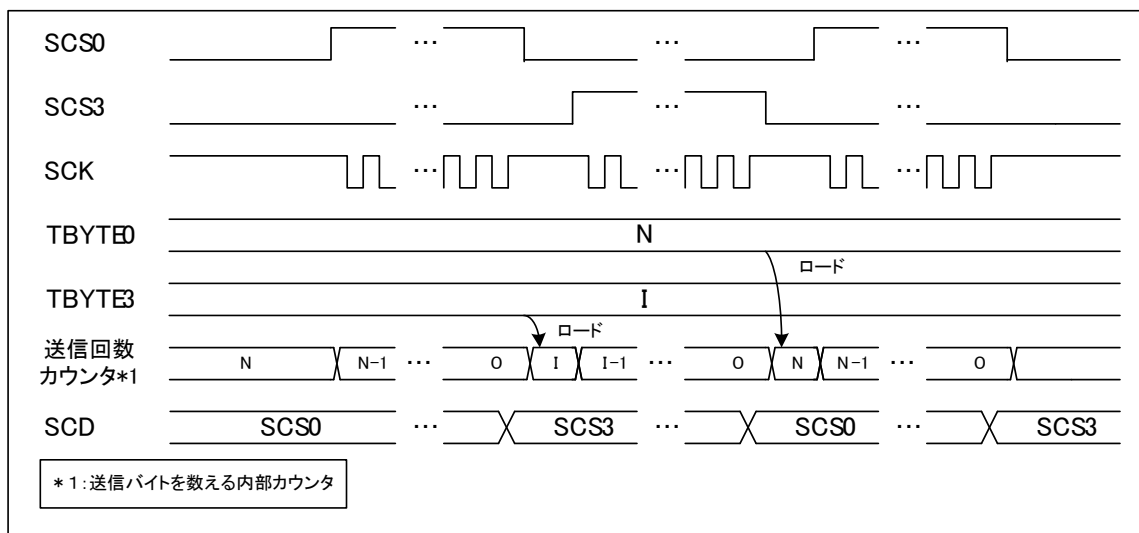 SCS0
… … …
SCS3
… … …
SCK
… … …
TBYTE0 N
ロード
TBYTE3 I
ロード
送信回数
カウンタ*1
N N-1 … 0 I I-1 … 0 N N-1 … 0
SCD SCS0 … SCS3 … SCS0 … SCS3
*1:送信バイトを数える内部カウンタ